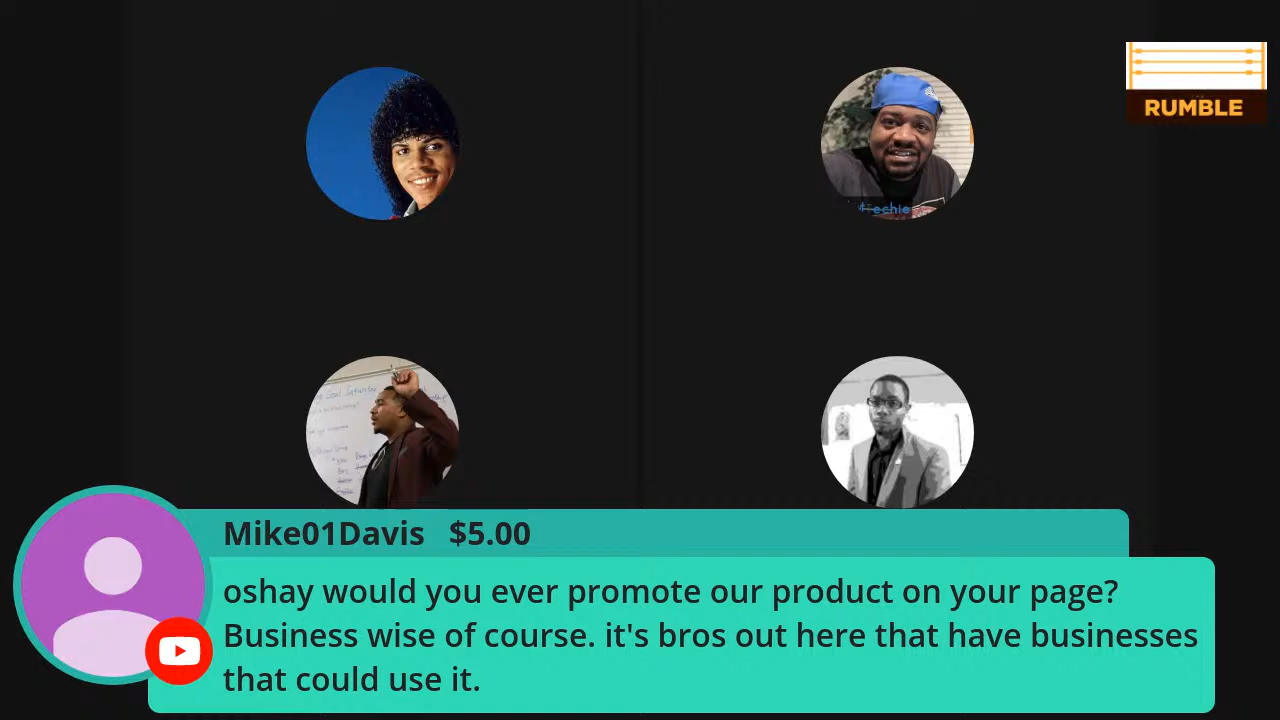 RUMBLE
techie
Mike01Davis $5.00
oshay would you ever promote our product on your page?
Business wise of course. it's bros out here that have businesses
that could use it.